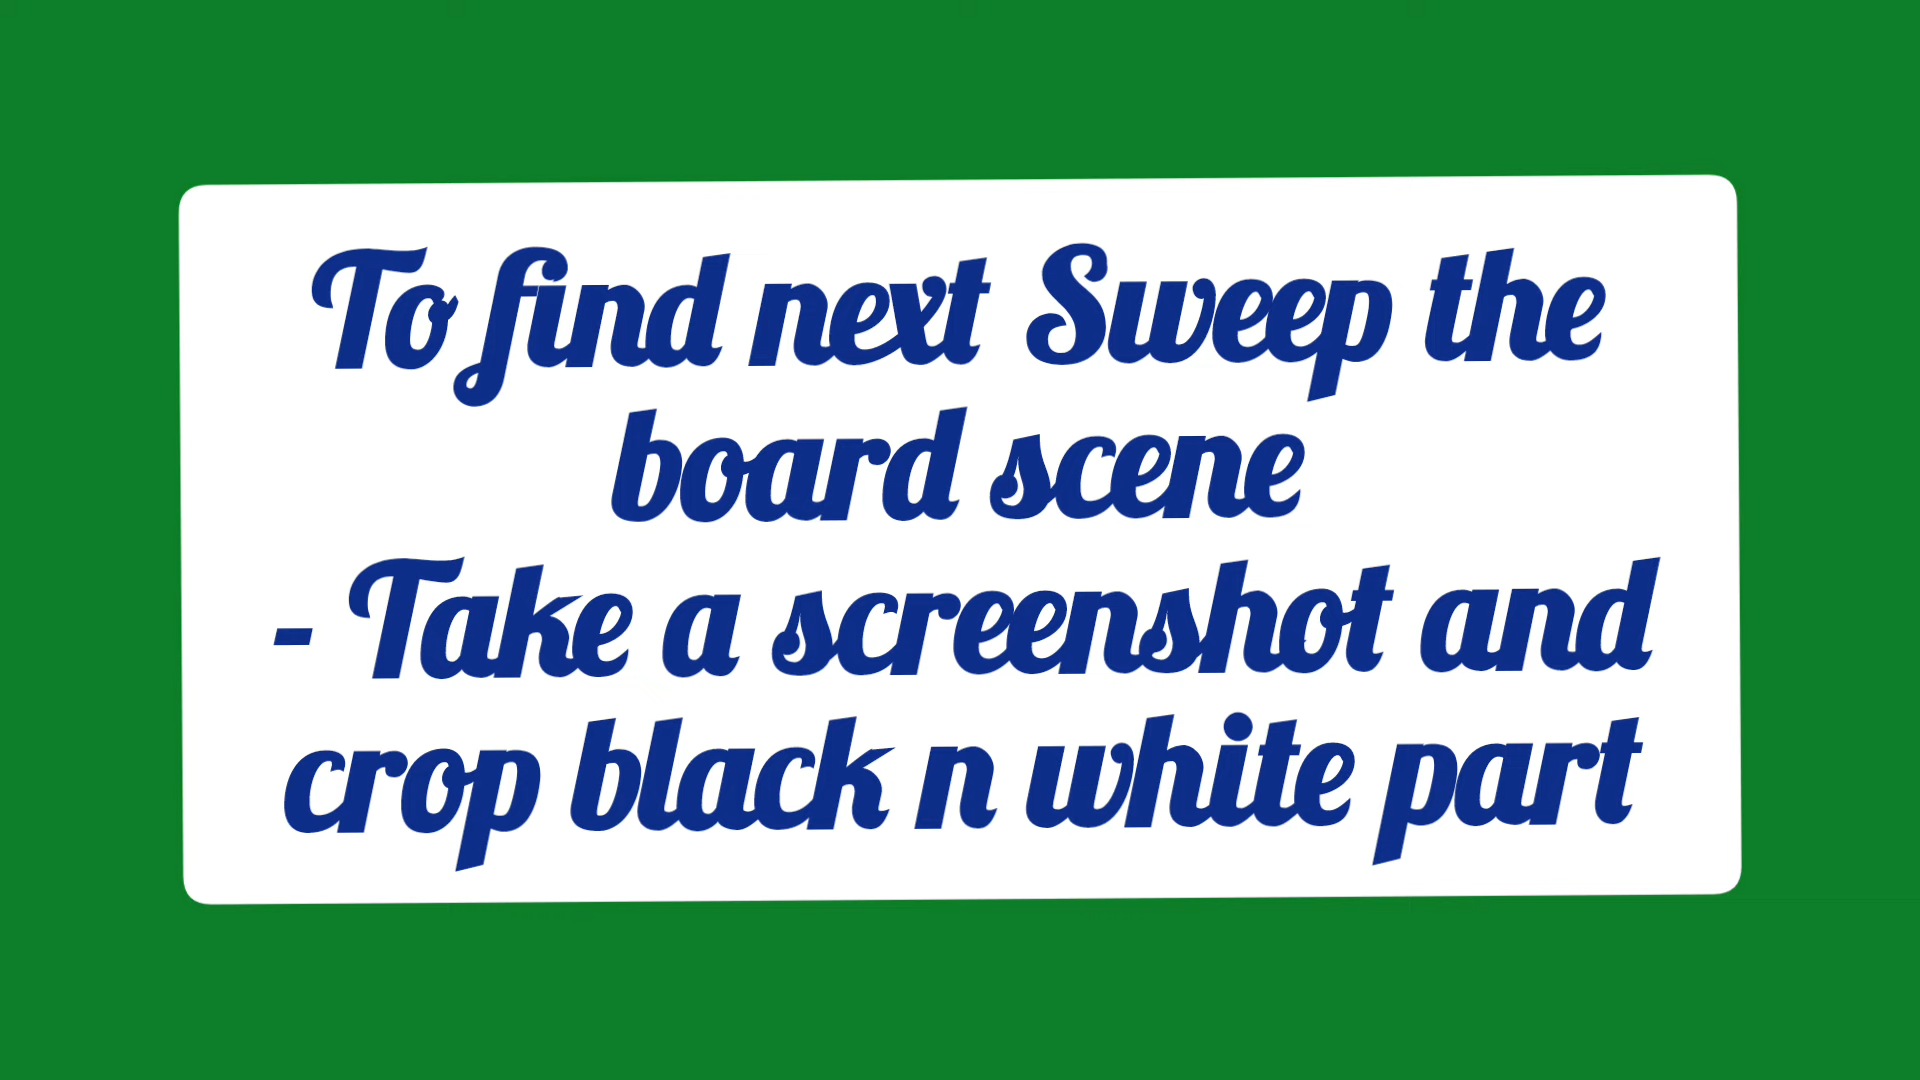 To find next Sweep the
board scene
- Take a screenshot and
crop black n white part